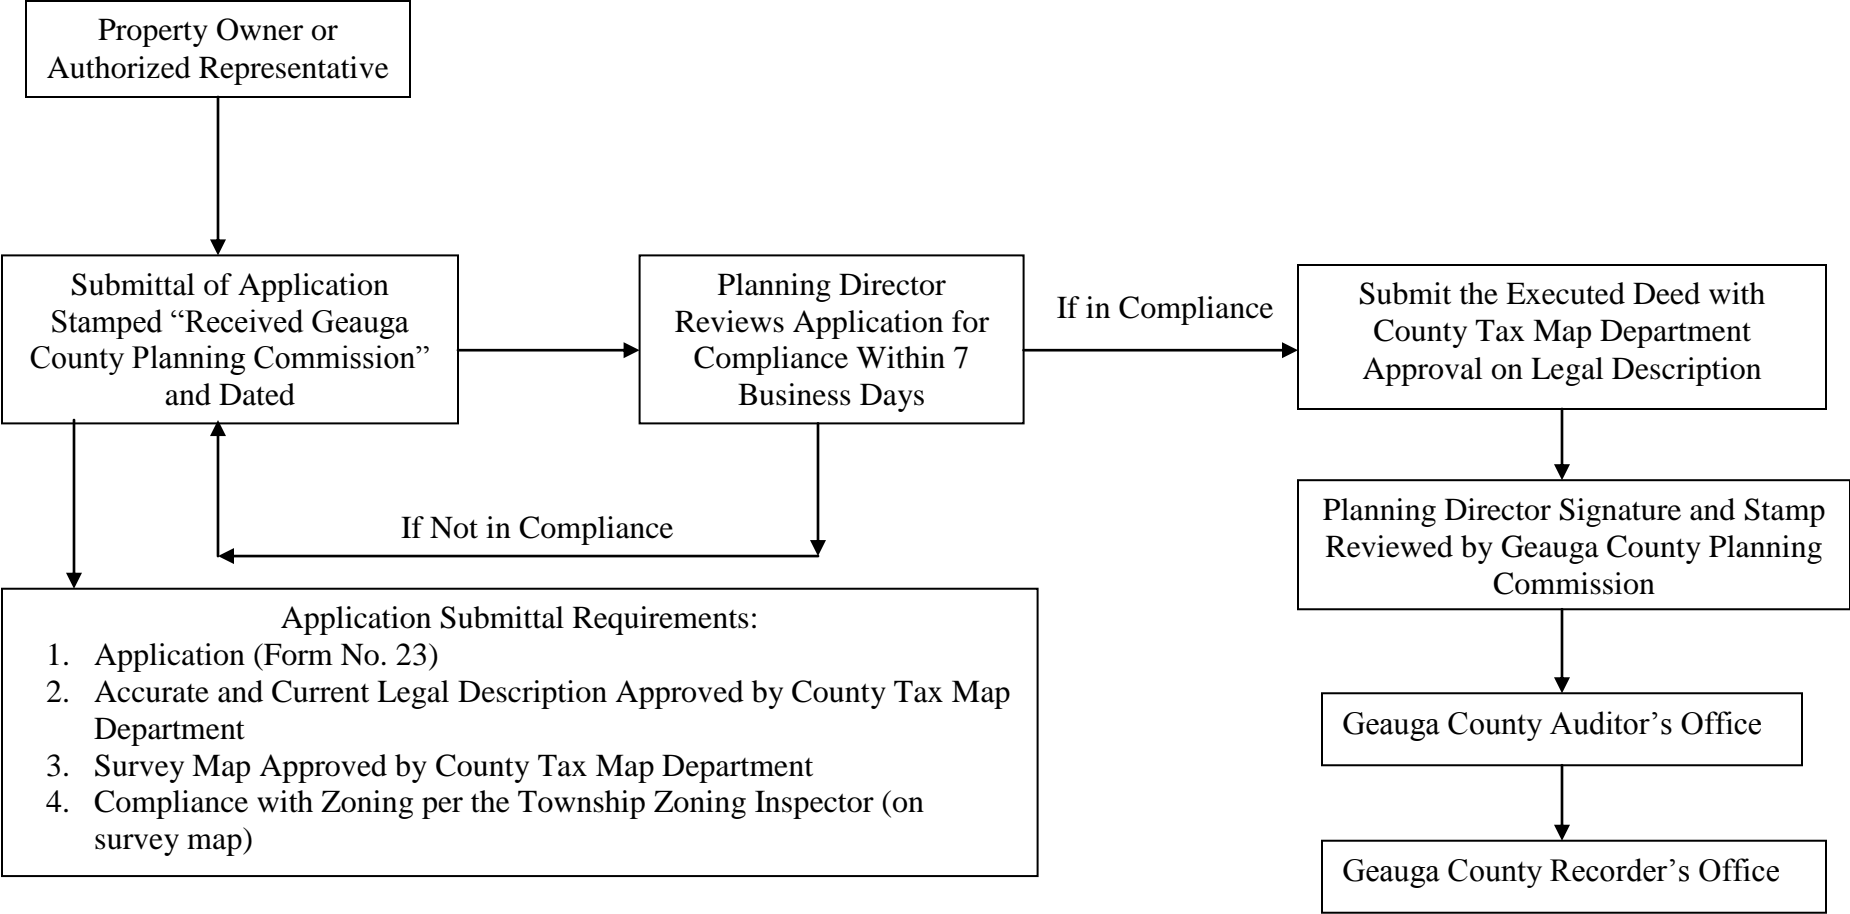 Property Owner or
Authorized Representative
Submittal of Application
Stamped “Received Geauga
County Planning Commission”
and Dated
Planning Director
Reviews Application for
Compliance Within 7
Business Days
If in Compliance
Submit the Executed Deed with
County Tax Map Department
Approval on Legal Description
If Not in Compliance
Planning Director Signature and Stamp
Reviewed by Geauga County Planning
Commission
Application Submittal Requirements:
1. Application (Form No. 23)
2. Accurate and Current Legal Description Approved by County Tax Map
Department
3. Survey Map Approved by County Tax Map Department
4. Compliance with Zoning per the Township Zoning Inspector (on
survey map)
Geauga County Auditor’s Office
Geauga County Recorder’s Office